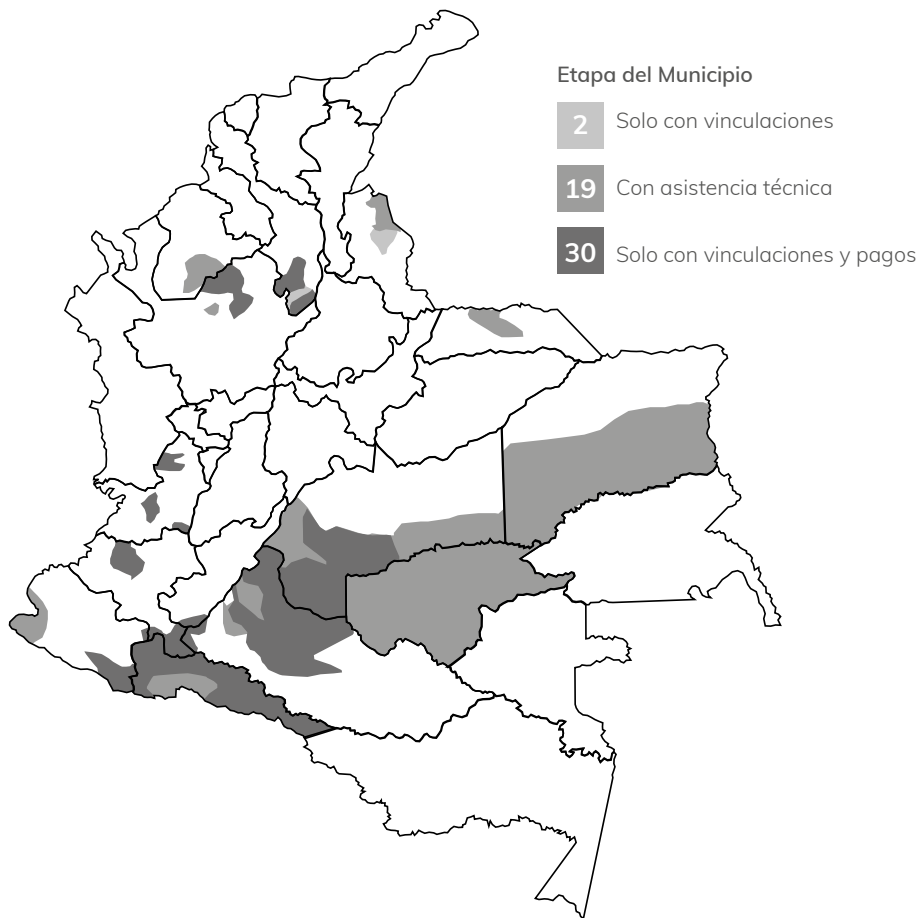 Etapa del Municipio
2 Solo con vinculaciones
19 Con asistencia técnica
30 Solo con vinculaciones y pagos